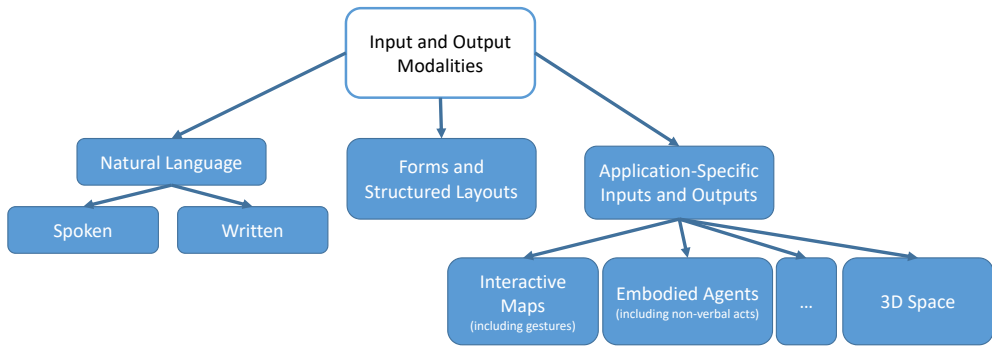 Input and Output
Modalities
Natural Language
Forms and
Structured Layouts
Application-Specific
Inputs and Outputs
Spoken
Written
Interactive
Maps
(including gestures)
Embodied Agents
(including non-verbal acts)
...
3D Space